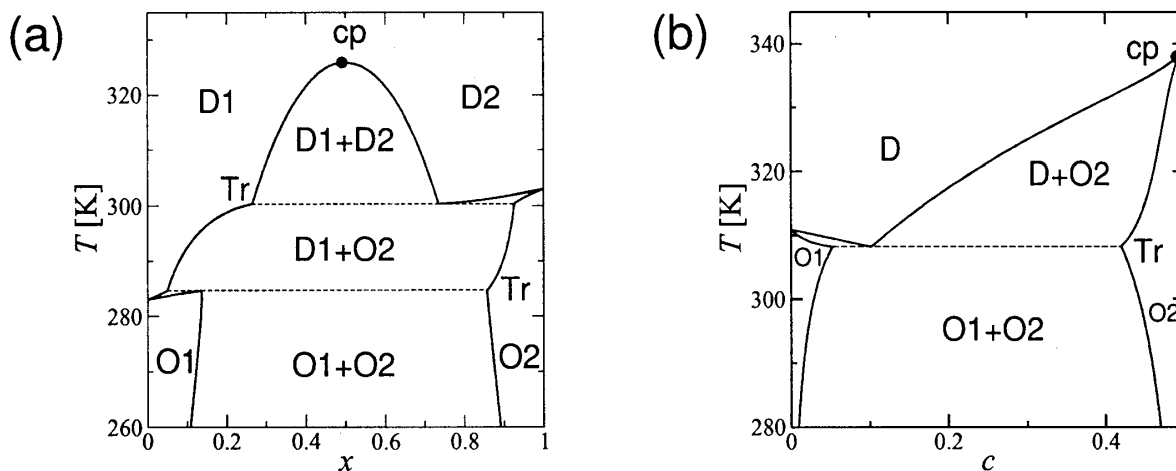 (a)
cp
320
D1
D2
D1+D2
Tr
T [K]
300
D1+O2
Tr
280
O1
O1+O2
O2
260
0
0.2
0.4
0.6
0.8
1
x
(b)
340
cp
D
320
D+O2
T [K]
O1
Tr
300
O1+O2
O2
280
0
0.2
0.4
c